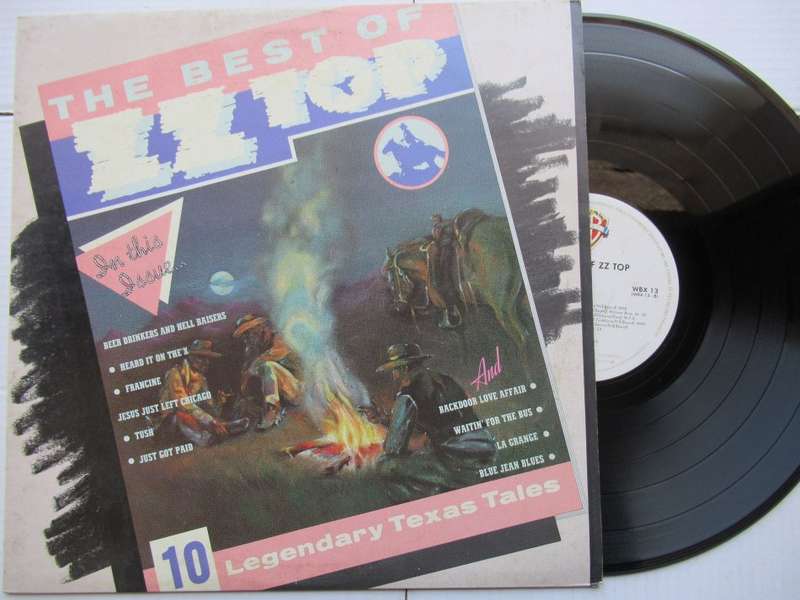 THE BEST OF
ZZ TOP
In this
Issue...
BEER DRINKERS AND HELL RAISERS
• HEARD IT ON THE X
• FRANCINE
JESUS JUST LEFT CHICAGO
• TUSH
• JUST GOT PAID
And
BACKDOOR LOVE AFFAIR •
WAITIN' FOR THE BUS •
LA GRANGE •
BLUE JEAN BLUES •
10 Legendary Texas Tales
F ZZ TOP
WBX 13